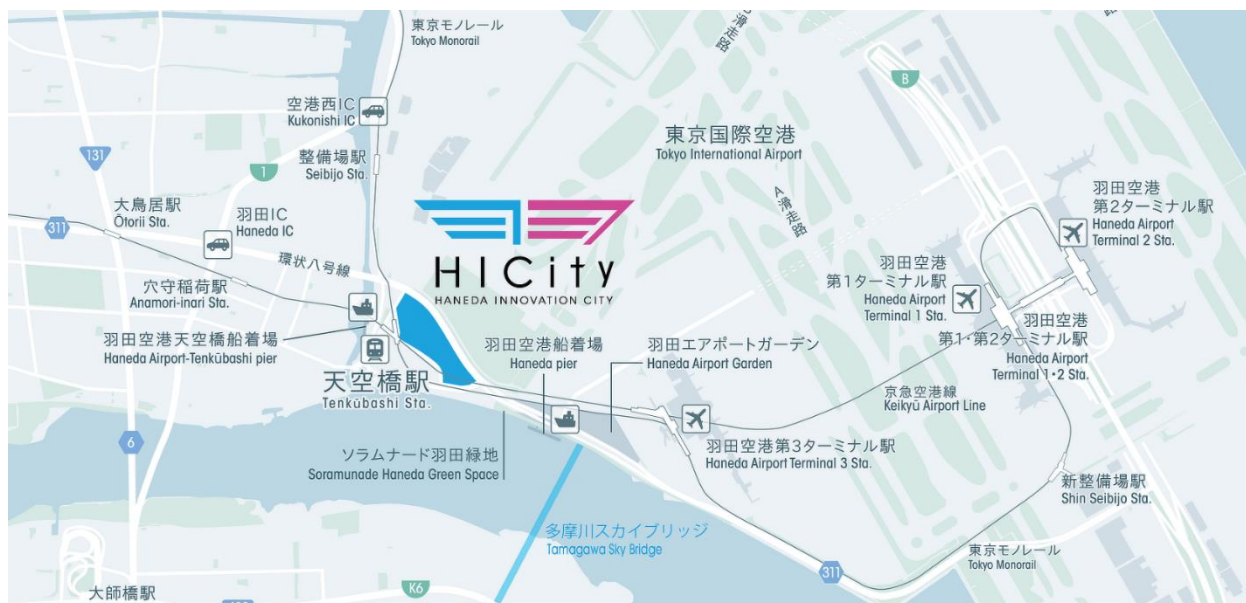 東京モノレール
Tokyo Monorail
滑走路
B
空港西IC
Kukonishi IC
東京国際空港
Tokyo International Airport
131
1
整備場駅
Seibijo Sta.
A滑走路
羽田空港
第2ターミナル駅
Haneda Airport
Terminal 2 Sta.
大鳥居駅
Ōtorii Sta.
311
羽田IC
Haneda IC
環状八号線
HICity
HANEDA INNOVATION CITY
羽田空港
第1ターミナル駅
Haneda Airport
Terminal 1 Sta.
穴守稲荷駅
Anamori-inari Sta.
羽田空港天空橋船着場
Haneda Airport-Tenkūbashi pier
羽田空港船着場
Haneda pier
羽田エアポートガーデン
Haneda Airport Garden
羽田空港
第1・第2ターミナル駅
Haneda Airport
Terminal 1・2 Sta.
天空橋駅
Tenkūbashi Sta.
京急空港線
Keikyū Airport Line
6
ソラムナード羽田緑地
Soramunade Haneda Green Space
羽田空港第3ターミナル駅
Haneda Airport Terminal 3 Sta.
新整備場駅
Shin Seibijo Sta.
多摩川スカイブリッジ
Tamagawa Sky Bridge
東京モノレール
Tokyo Monorail
311
大師橋駅
K6